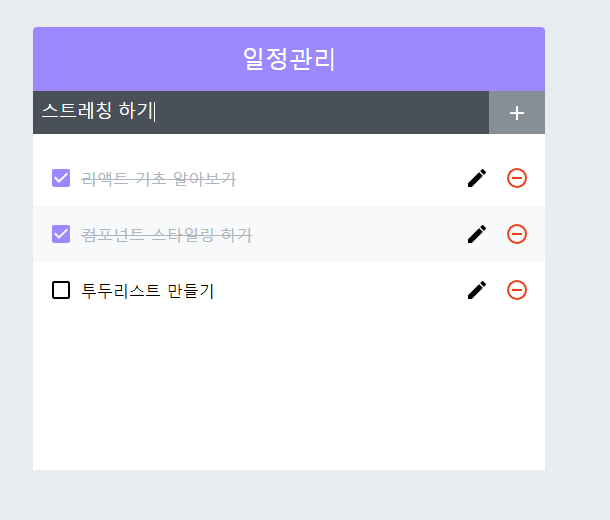 일정관리
스트레칭 하기
리액트 기초 알아보기
컴포넌트 스타일링 하기
투두리스트 만들기